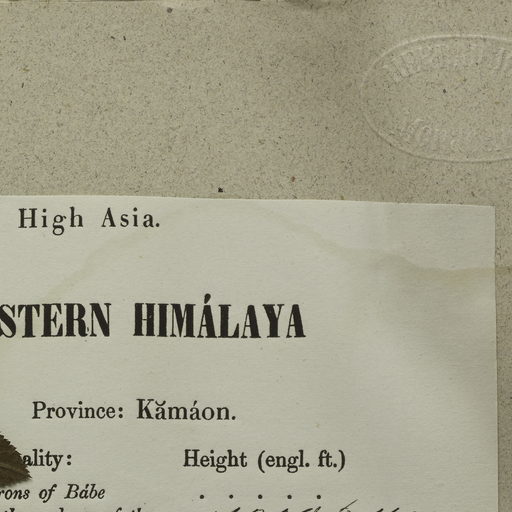 High Asia.
STERN HIMÁLAYA
Province: Kămáon.
ality: Height (engl. ft.)
rons of Bábe . . . . .